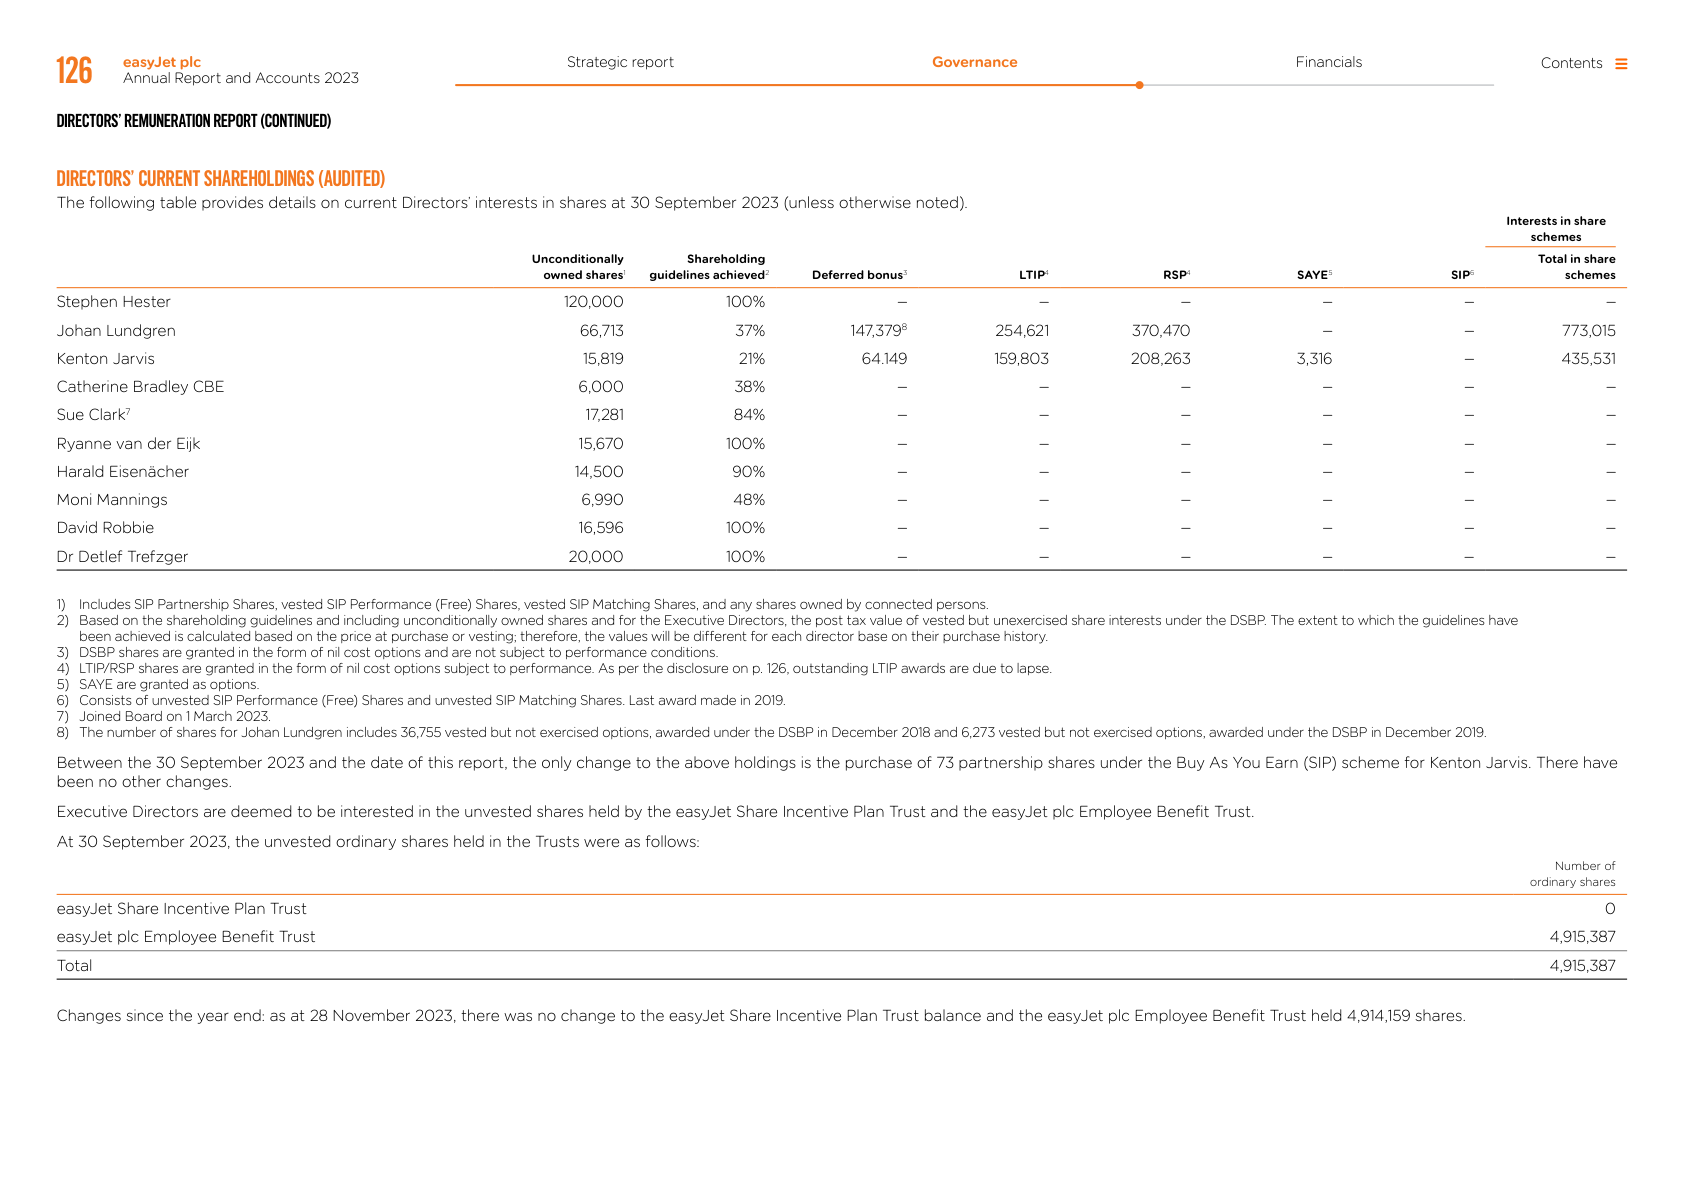 126
easyJet plc
Annual Report and Accounts 2023
Strategic report
Governance
Financials
Contents
DIRECTORS' REMUNERATION REPORT (CONTINUED)
DIRECTORS' CURRENT SHAREHOLDINGS (AUDITED)
The following table provides details on current Directors' interests in shares at 30 September 2023 (unless otherwise noted).
Interests in share schemes
Unconditionally owned shares1 Shareholding guidelines achieved2 Deferred bonus3 LTIP4 RSP4 SAYE5 SIP6 Total in share schemes
Stephen Hester 120,000 100% – – – – – –
Johan Lundgren 66,713 37% 147,3798 254,621 370,470 – – 773,015
Kenton Jarvis 15,819 21% 64.149 159,803 208,263 3,316 – 435,531
Catherine Bradley CBE 6,000 38% – – – – – –
Sue Clark7 17,281 84% – – – – – –
Ryanne van der Eijk 15,670 100% – – – – – –
Harald Eisenächer 14,500 90% – – – – – –
Moni Mannings 6,990 48% – – – – – –
David Robbie 16,596 100% – – – – – –
Dr Detlef Trefzger 20,000 100% – – – – – –
1) Includes SIP Partnership Shares, vested SIP Performance (Free) Shares, vested SIP Matching Shares, and any shares owned by connected persons.
2) Based on the shareholding guidelines and including unconditionally owned shares and for the Executive Directors, the post tax value of vested but unexercised share interests under the DSBP. The extent to which the guidelines have
been achieved is calculated based on the price at purchase or vesting; therefore, the values will be different for each director base on their purchase history.
3) DSBP shares are granted in the form of nil cost options and are not subject to performance conditions.
4) LTIP/RSP shares are granted in the form of nil cost options subject to performance. As per the disclosure on p. 126, outstanding LTIP awards are due to lapse.
5) SAYE are granted as options.
6) Consists of unvested SIP Performance (Free) Shares and unvested SIP Matching Shares. Last award made in 2019.
7) Joined Board on 1 March 2023.
8) The number of shares for Johan Lundgren includes 36,755 vested but not exercised options, awarded under the DSBP in December 2018 and 6,273 vested but not exercised options, awarded under the DSBP in December 2019.
Between the 30 September 2023 and the date of this report, the only change to the above holdings is the purchase of 73 partnership shares under the Buy As You Earn (SIP) scheme for Kenton Jarvis. There have
been no other changes.
Executive Directors are deemed to be interested in the unvested shares held by the easyJet Share Incentive Plan Trust and the easyJet plc Employee Benefit Trust.
At 30 September 2023, the unvested ordinary shares held in the Trusts were as follows:
Number of
ordinary shares
easyJet Share Incentive Plan Trust 0
easyJet plc Employee Benefit Trust 4,915,387
Total 4,915,387
Changes since the year end: as at 28 November 2023, there was no change to the easyJet Share Incentive Plan Trust balance and the easyJet plc Employee Benefit Trust held 4,914,159 shares.